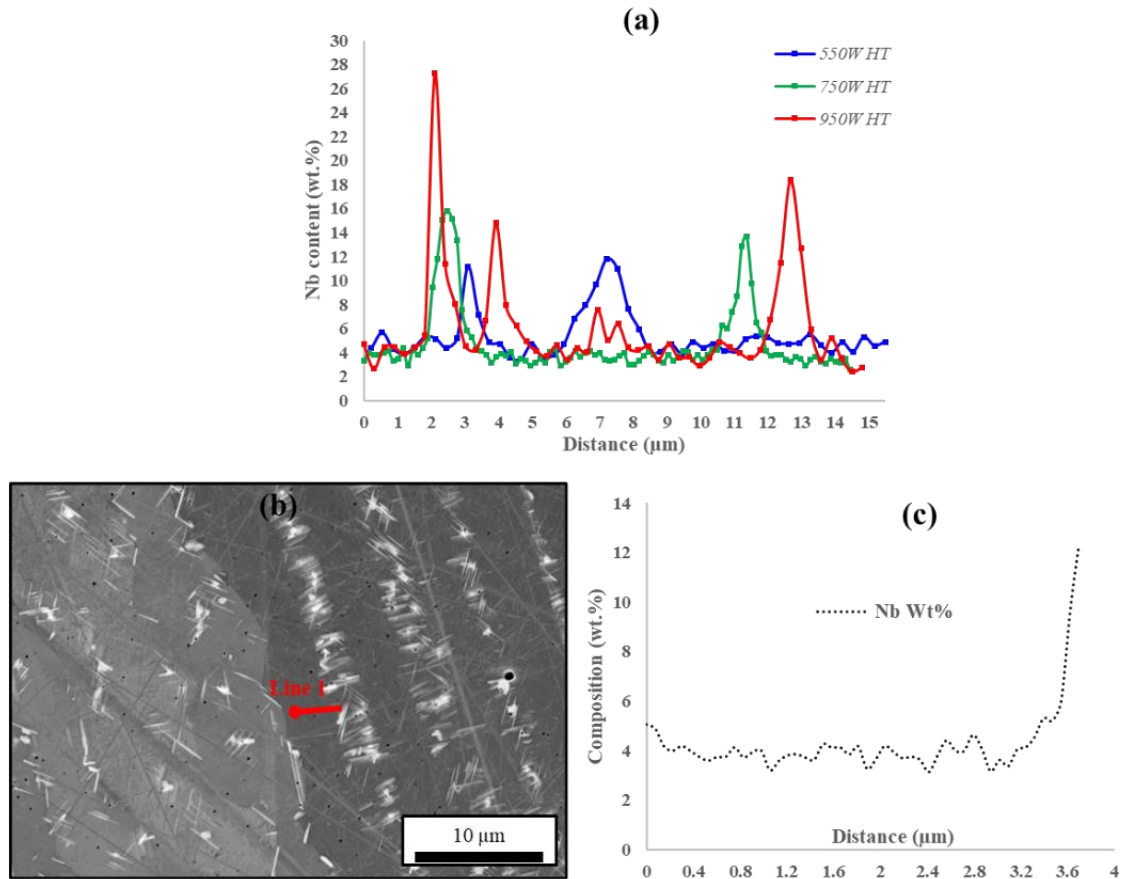 (a)
30
28
26
24
22
20
18
16
14
12
10
8
6
4
2
0
Nb content (wt.%)
550W HT
750W HT
950W HT
0 1 2 3 4 5 6 7 8 9 10 11 12 13 14 15
Distance (µm)
(b)
Line 1
10 µm
(c)
14
12
10
8
6
4
2
0
Composition (wt.%)
Nb Wt%
Distance (µm)
0 0.4 0.8 1.2 1.6 2 2.4 2.8 3.2 3.6 4